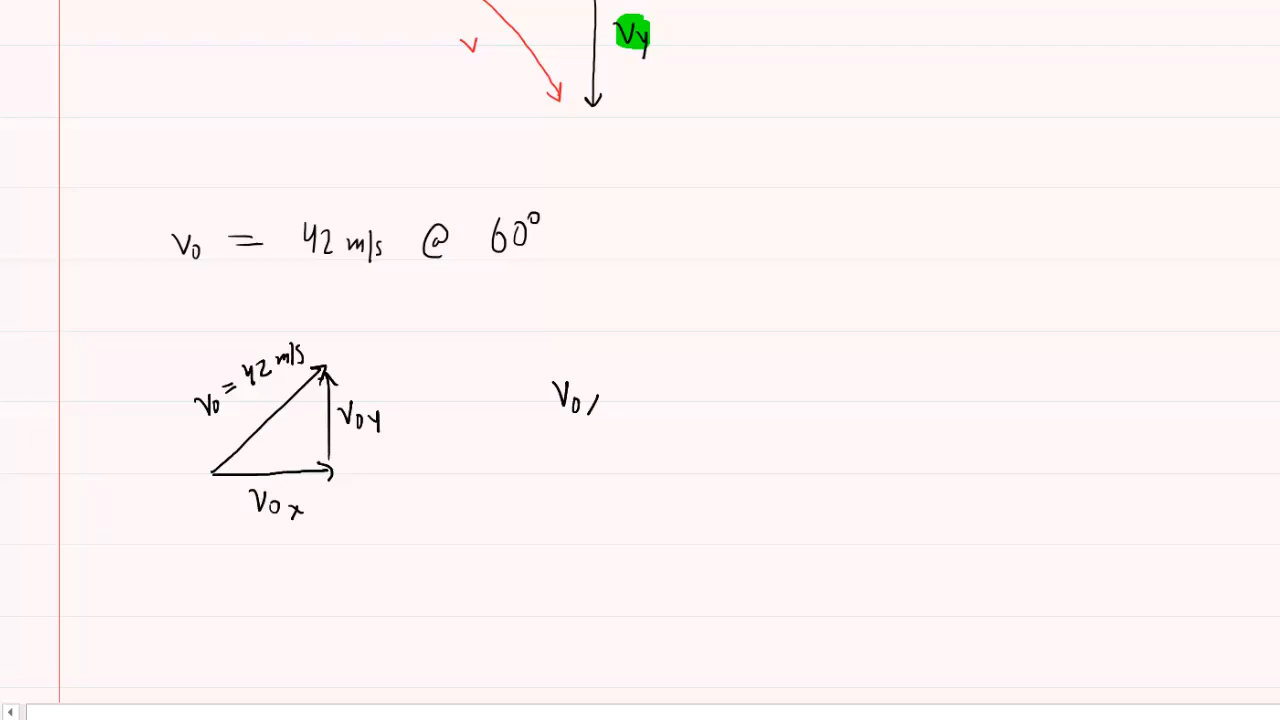 v
Vy
v0 = 42 m/s @ 60°
v0 = 42 m/s
v0y
v0
v0x